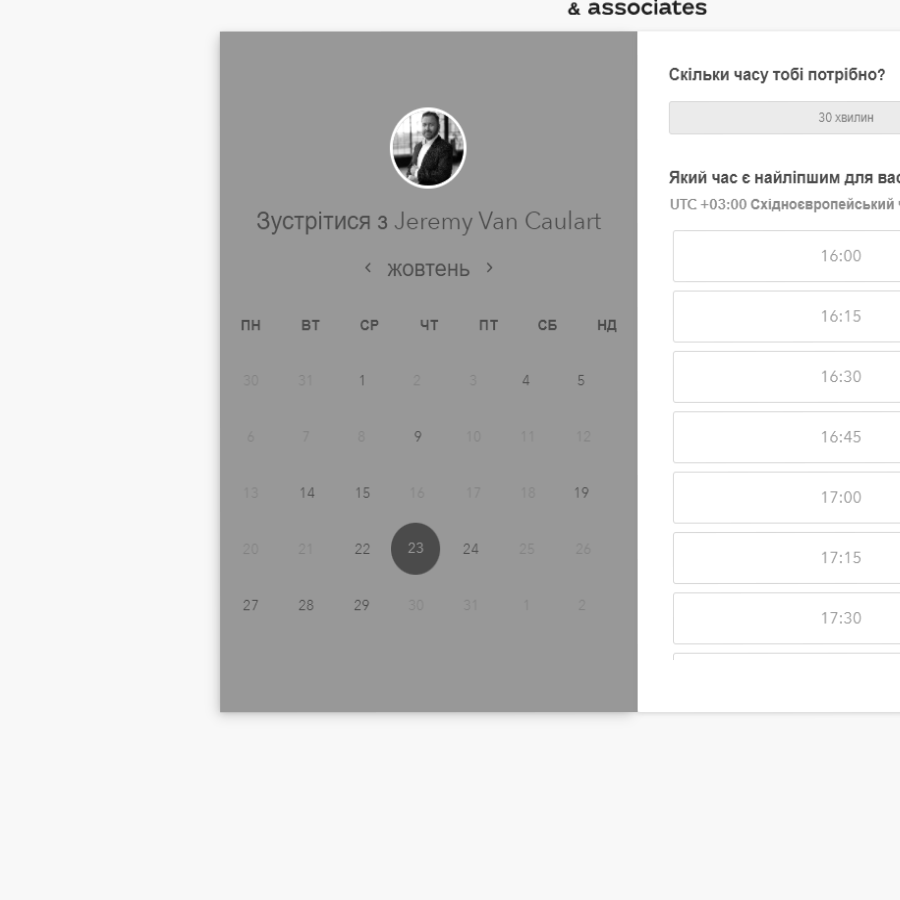 & associates
Зустрітися з Jeremy Van Caulart
‹ жовтень ›
ПН ВТ СР ЧТ ПТ СБ НД
30 31 1 2 3 4 5
6 7 8 9 10 11 12
13 14 15 16 17 18 19
20 21 22 23 24 25 26
27 28 29 30 31 1 2
Скільки часу тобі потрібно?
30 хвилин
Який час є найліпшим для
UTC +03:00 Східноєвропейський
16:00
16:15
16:30
16:45
17:00
17:15
17:30